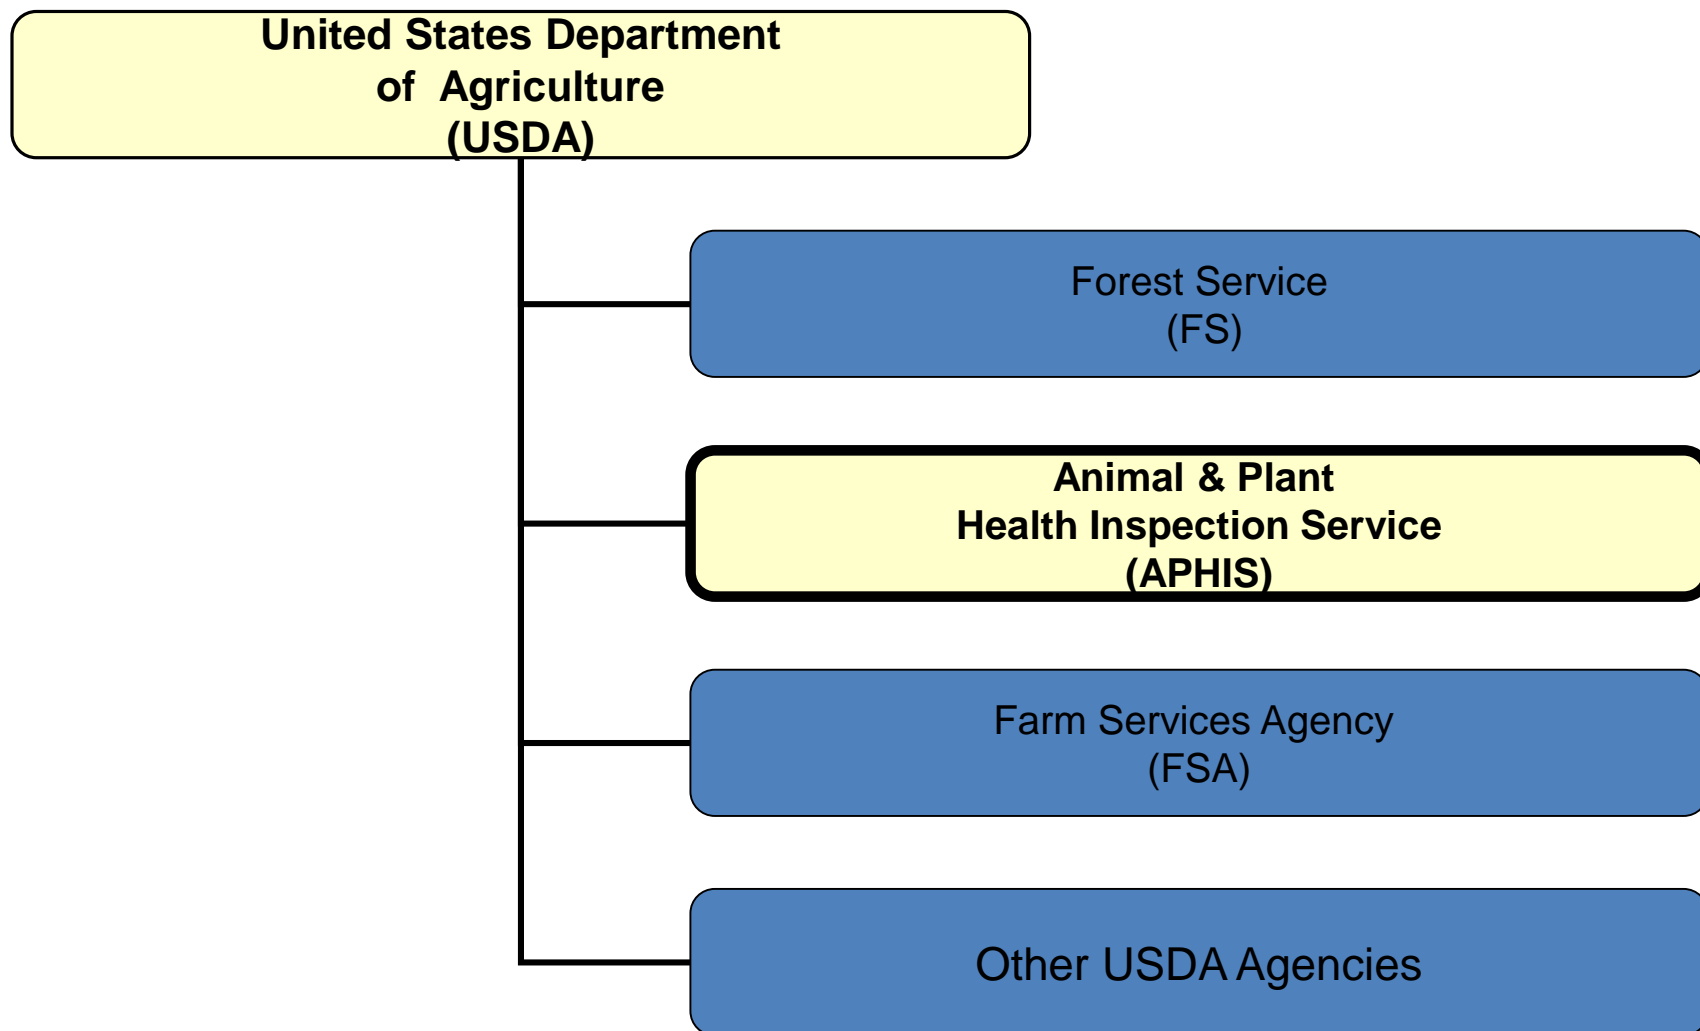 United States Department
of Agriculture
(USDA)
Forest Service
(FS)
Animal & Plant
Health Inspection Service
(APHIS)
Farm Services Agency
(FSA)
Other USDA Agencies